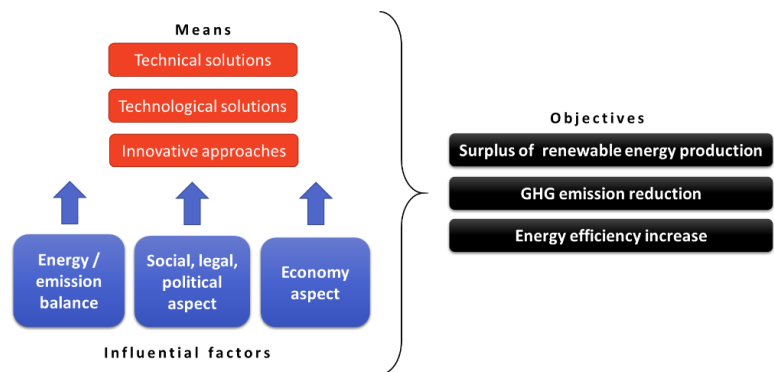 Means
Technical solutions
Technological solutions
Innovative approaches
Energy /
emission
balance
Social, legal,
political
aspect
Economy
aspect
Influential factors
Objectives
Surplus of renewable energy production
GHG emission reduction
Energy efficiency increase